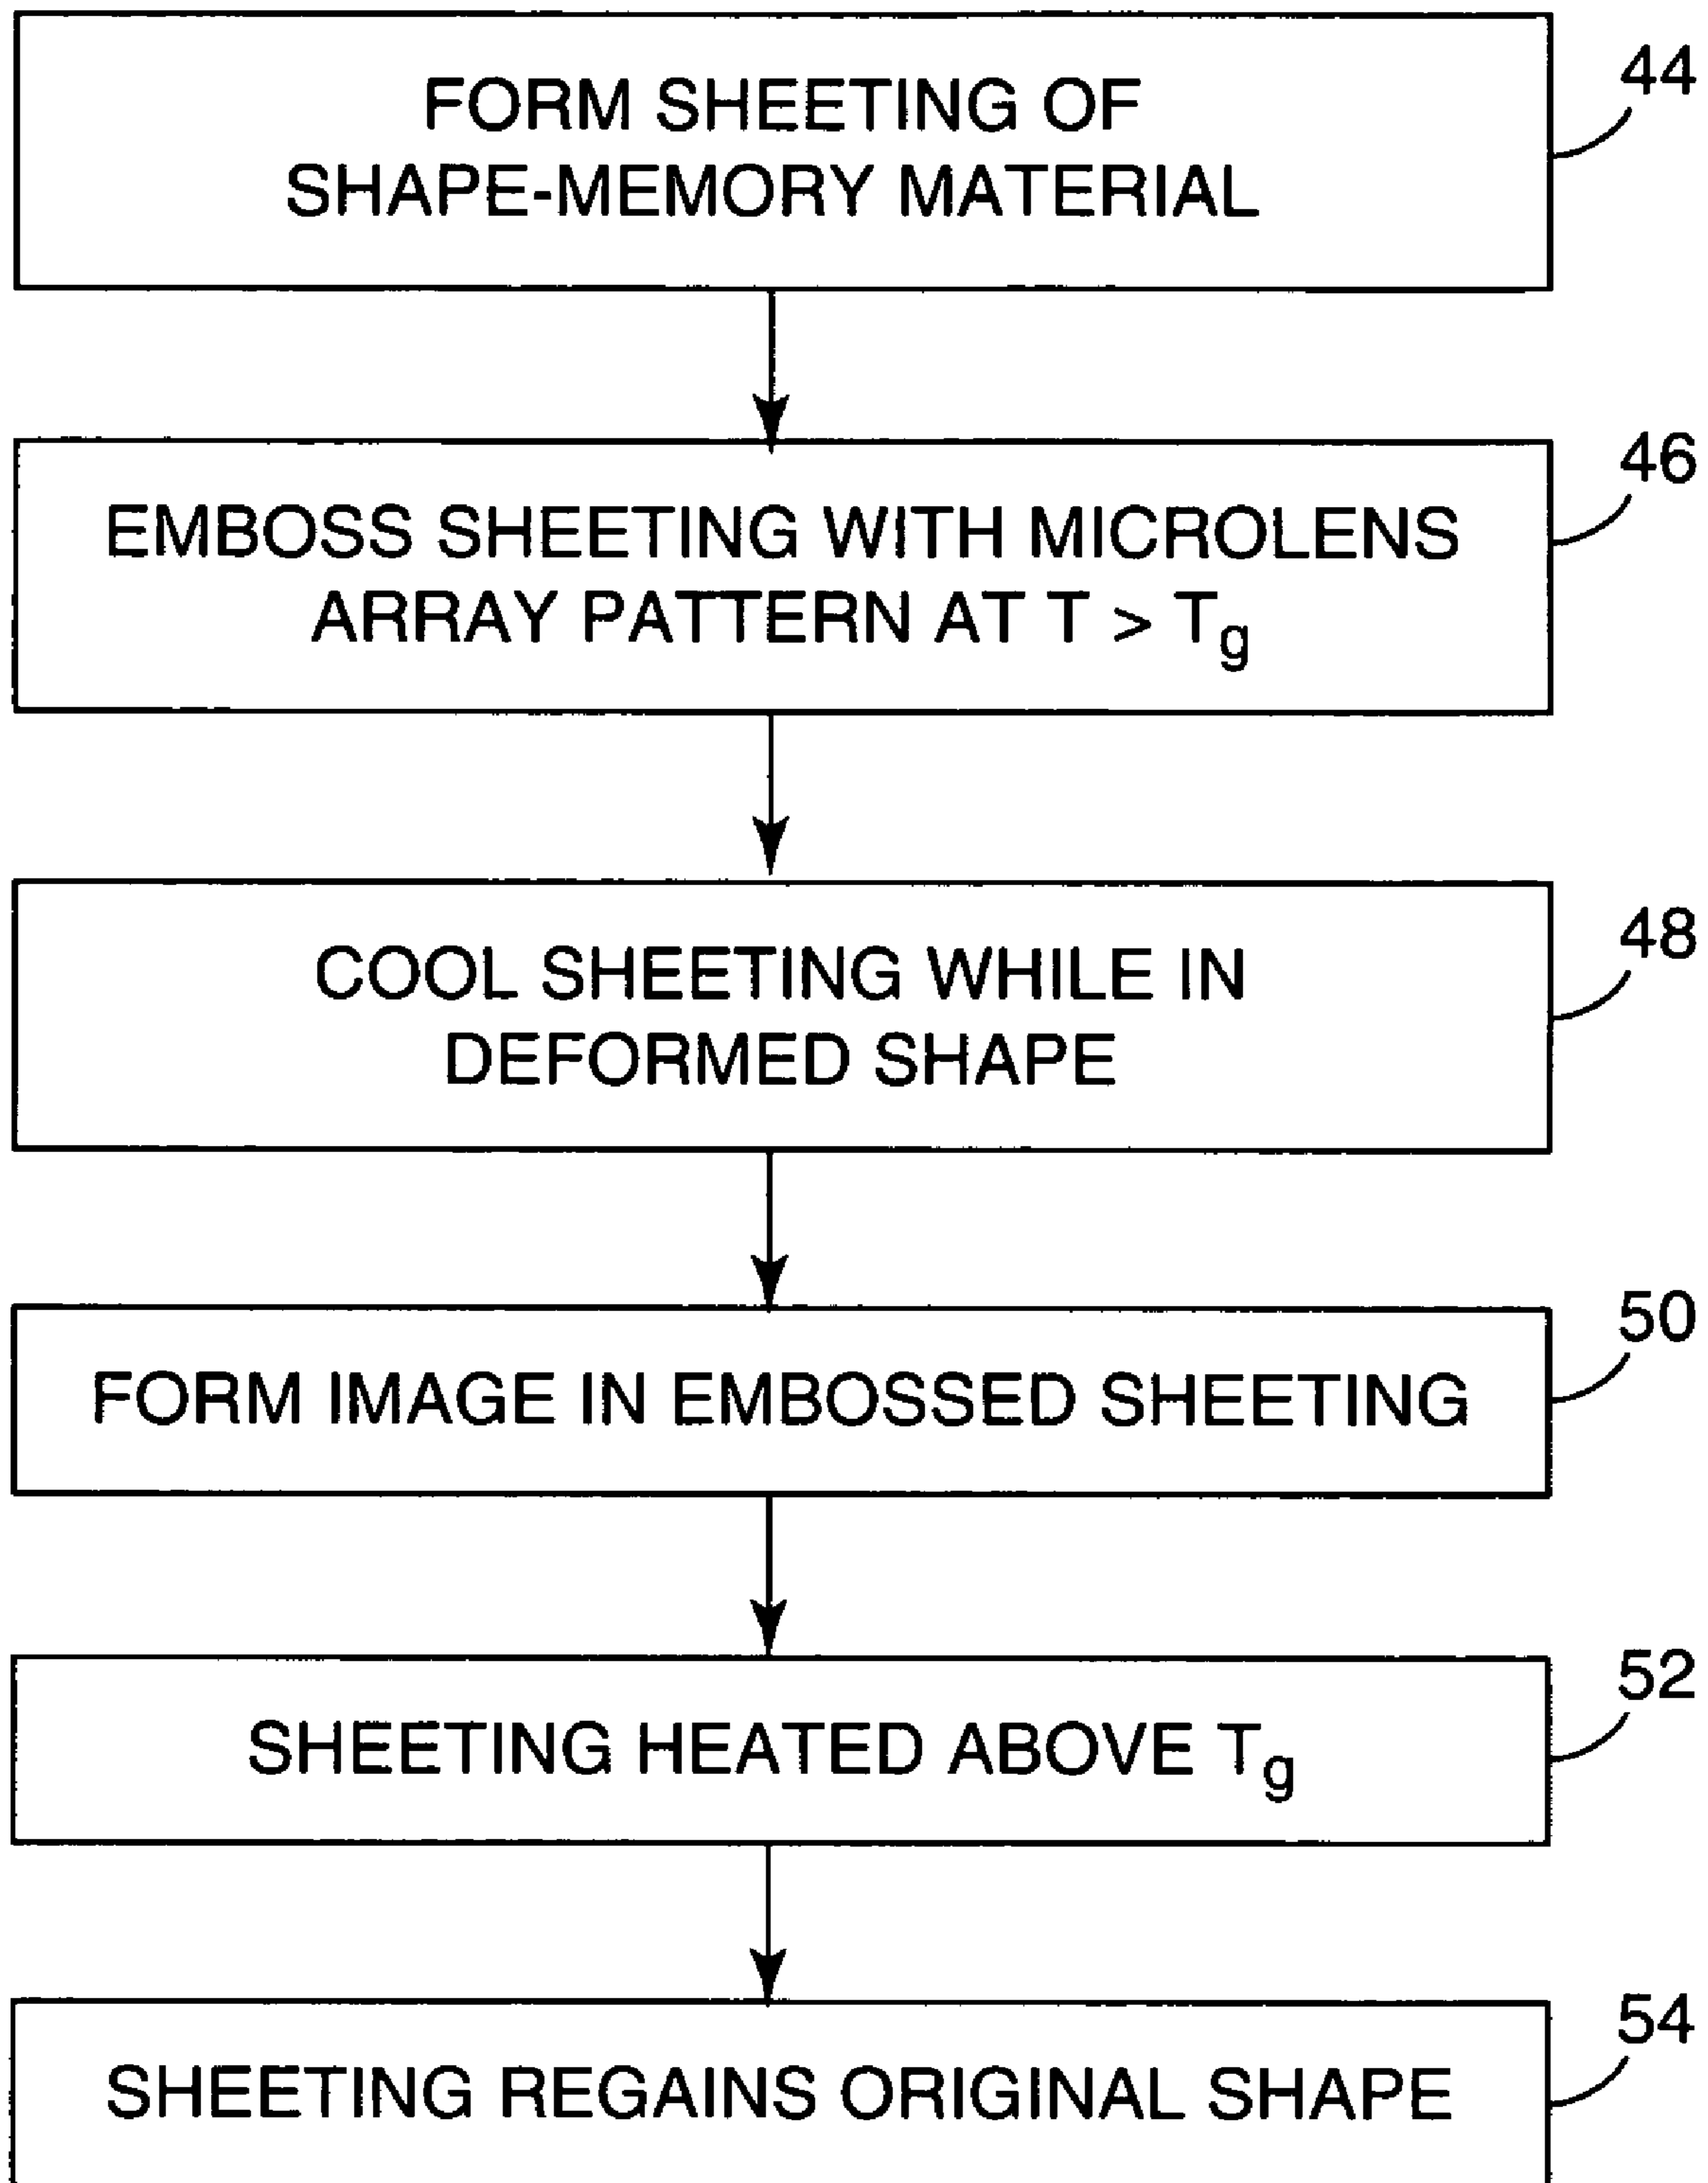 FORM SHEETING OF
SHAPE-MEMORY MATERIAL
44
EMBOSS SHEETING WITH MICROLENS
ARRAY PATTERN AT T > Tg
46
COOL SHEETING WHILE IN
DEFORMED SHAPE
48
FORM IMAGE IN EMBOSSED SHEETING
50
SHEETING HEATED ABOVE Tg
52
SHEETING REGAINS ORIGINAL SHAPE
54